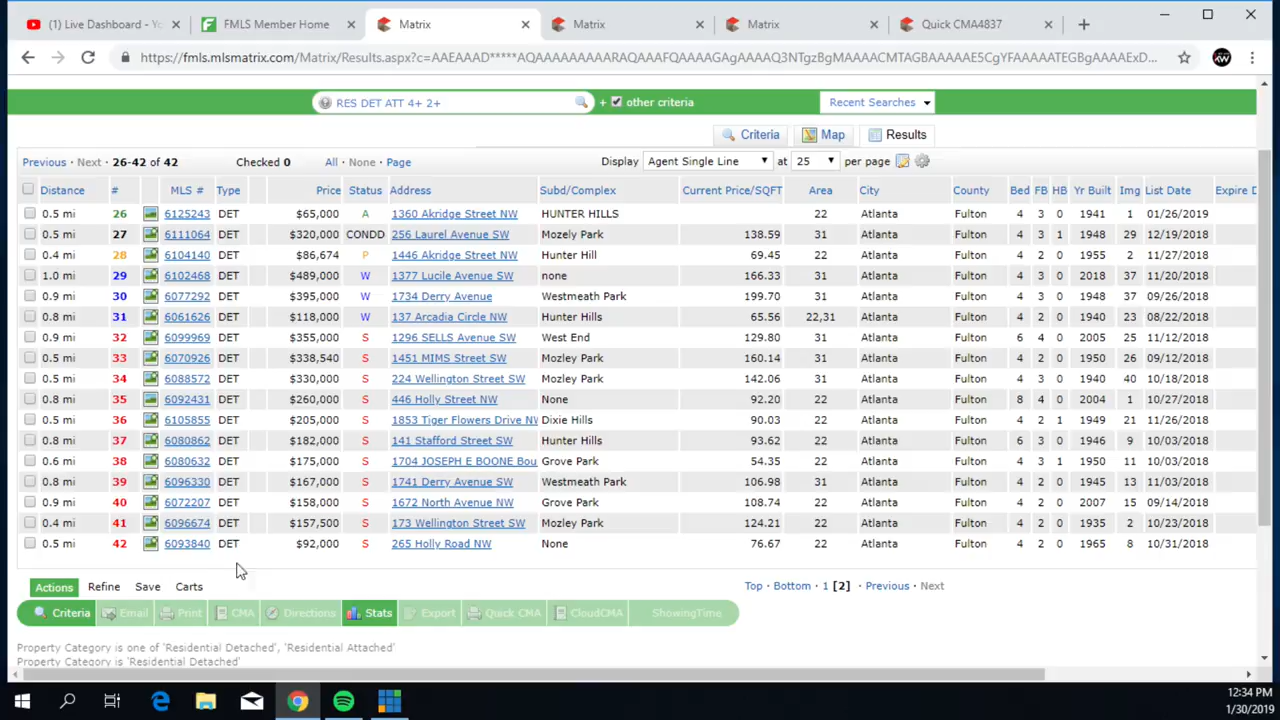 (1) Live Dashboard - Yo
FMLS Member Home
Matrix
Matrix
Matrix
Quick CMA4837
https://fmls.mlsmatrix.com/Matrix/Results.aspx?c=AAEAAAD*****AQAAAAAAAAARAQAAAFQAAAAGAgAAAAQ3NTgzBgMAAAACMTAGBAAAAAE5CgYFAAAAATEGBgAAAAExD...
RES DET ATT 4+ 2+
+ other criteria
Recent Searches
Criteria
Map
Results
Previous · Next · 26-42 of 42 Checked 0 All · None · Page Display Agent Single Line at 25 per page
Distance # MLS # Type Price Status Address Subd/Complex Current Price/SQFT Area City County Bed FB HB Yr Built Img List Date Expire D
0.5 mi 26 6125243 DET $65,000 A 1360 Akridge Street NW HUNTER HILLS 22 Atlanta Fulton 4 3 0 1941 1 01/26/2019
0.5 mi 27 6111064 DET $320,000 CONDD 256 Laurel Avenue SW Mozely Park 138.59 31 Atlanta Fulton 4 3 1 1948 29 12/19/2018
0.4 mi 28 6104140 DET $86,674 P 1446 Akridge Street NW Hunter Hill 69.45 22 Atlanta Fulton 4 3 0 1955 2 11/27/2018
1.0 mi 29 6102468 DET $489,000 W 1377 Lucile Avenue SW none 166.33 31 Atlanta Fulton 4 3 0 2018 37 11/20/2018
0.9 mi 30 6077292 DET $395,000 W 1734 Derry Avenue Westmeath Park 199.70 31 Atlanta Fulton 4 3 0 1948 37 09/26/2018
0.8 mi 31 6061626 DET $118,000 W 137 Arcadia Circle NW Hunter Hills 65.56 22,31 Atlanta Fulton 4 2 0 1940 23 08/22/2018
0.9 mi 32 6099969 DET $355,000 S 1296 SELLS Avenue SW West End 129.80 31 Atlanta Fulton 6 4 0 2005 25 11/12/2018
0.5 mi 33 6070926 DET $338,540 S 1451 MIMS Street SW Mozley Park 160.14 31 Atlanta Fulton 4 2 0 1950 26 09/12/2018
0.5 mi 34 6088572 DET $330,000 S 224 Wellington Street SW Mozley Park 142.06 31 Atlanta Fulton 4 3 0 1940 40 10/18/2018
0.8 mi 35 6092431 DET $260,000 S 446 Holly Street NW None 92.20 22 Atlanta Fulton 8 4 0 2004 1 10/27/2018
0.5 mi 36 6105855 DET $205,000 S 1853 Tiger Flowers Drive NW Dixie Hills 90.03 22 Atlanta Fulton 4 2 1 1949 21 11/26/2018
0.8 mi 37 6080862 DET $182,000 S 141 Stafford Street SW Hunter Hills 93.62 22 Atlanta Fulton 6 3 0 1946 9 10/03/2018
0.6 mi 38 6080632 DET $175,000 S 1704 JOSEPH E BOONE Bou Grove Park 54.35 22 Atlanta Fulton 4 3 1 1950 11 10/03/2018
0.8 mi 39 6096330 DET $167,000 S 1741 Derry Avenue SW Westmeath Park 106.98 31 Atlanta Fulton 4 2 0 1945 13 11/03/2018
0.9 mi 40 6072207 DET $158,000 S 1672 North Avenue NW Grove Park 108.74 22 Atlanta Fulton 4 2 0 2007 15 09/14/2018
0.4 mi 41 6096674 DET $157,500 S 173 Wellington Street SW Mozley Park 124.21 31 Atlanta Fulton 4 2 0 1935 2 10/23/2018
0.5 mi 42 6093840 DET $92,000 S 265 Holly Road NW None 76.67 22 Atlanta Fulton 4 2 0 1965 8 10/31/2018
Actions Refine Save Carts Top · Bottom · 1 [2] · Previous · Next
Criteria Email Print CMA Directions Stats Export Quick CMA CloudCMA ShowingTime
Property Category is one of 'Residential Detached', 'Residential Attached'
Property Category is 'Residential Detached'
12:34 PM
1/30/2019